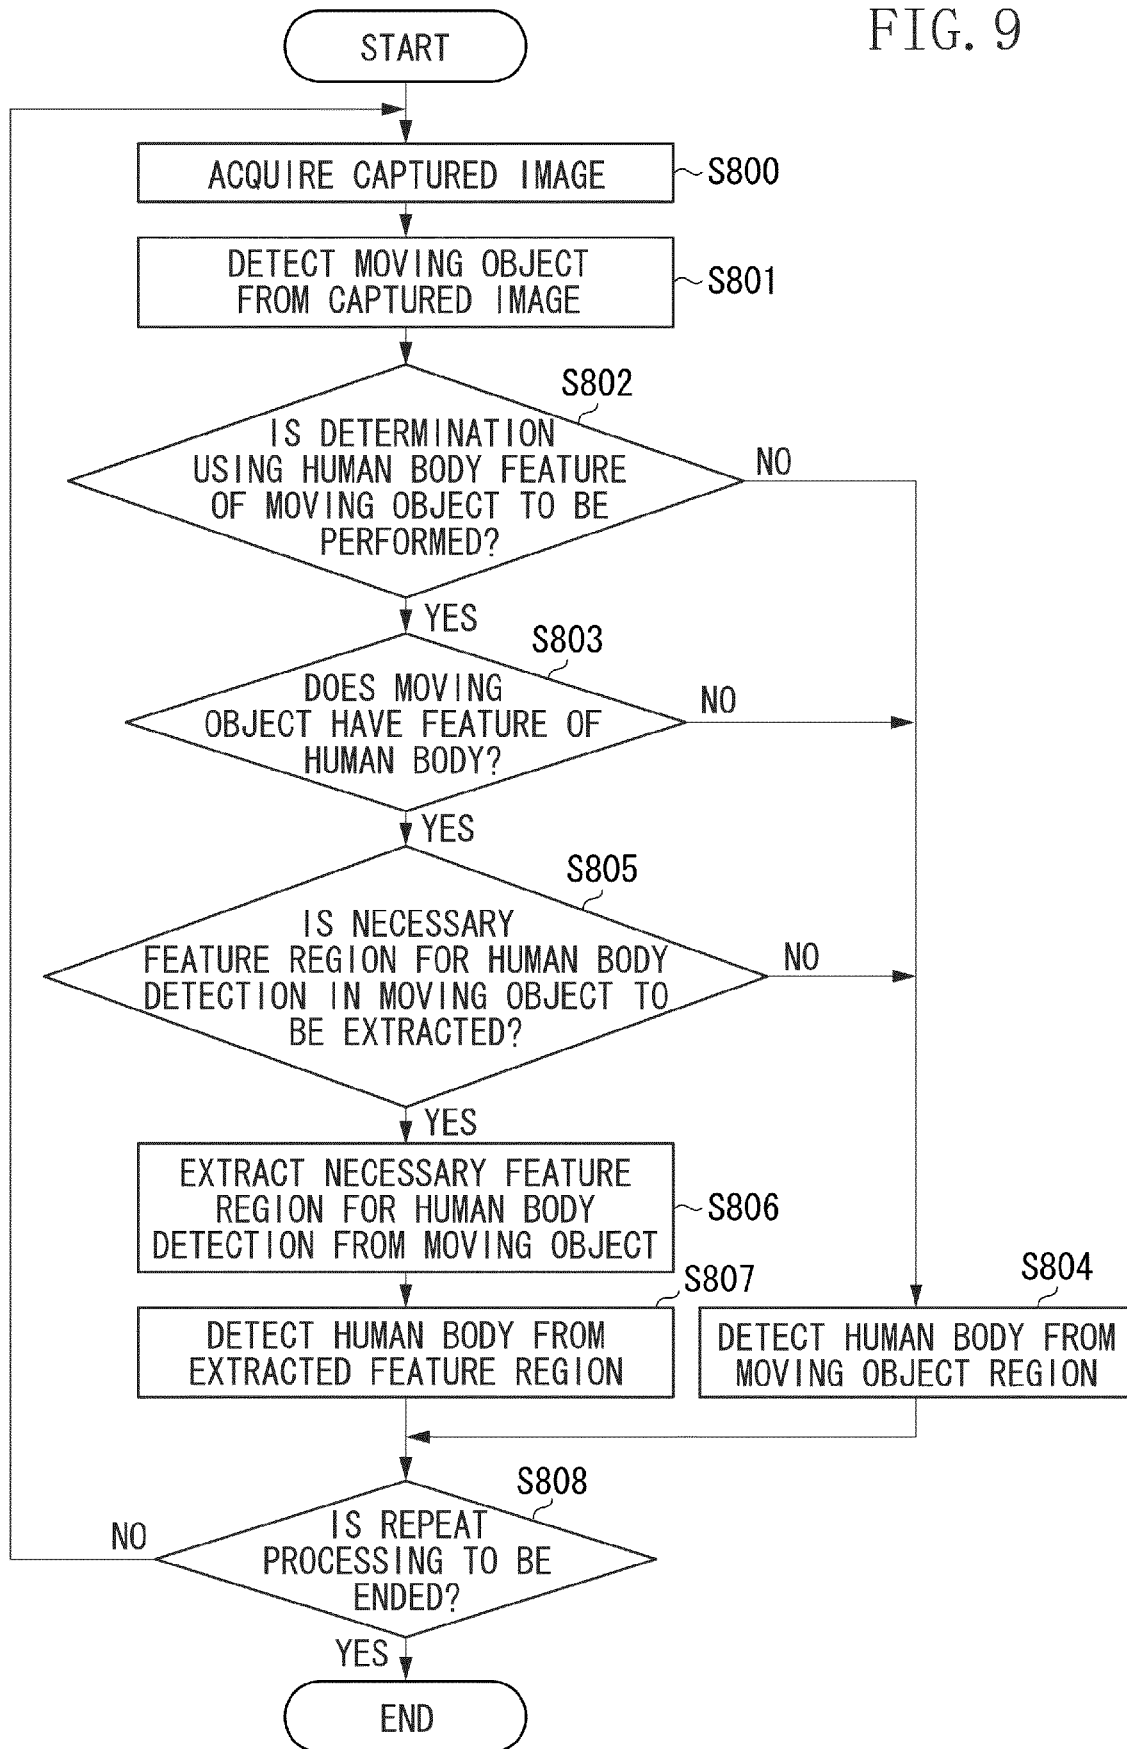 FIG. 9
START
ACQUIRE CAPTURED IMAGE
S800
DETECT MOVING OBJECT
FROM CAPTURED IMAGE
S801
S802
IS DETERMINATION
USING HUMAN BODY FEATURE
OF MOVING OBJECT TO BE
PERFORMED?
NO
YES
S803
DOES MOVING
OBJECT HAVE FEATURE OF
HUMAN BODY?
NO
YES
S805
IS NECESSARY
FEATURE REGION FOR HUMAN BODY
DETECTION IN MOVING OBJECT TO
BE EXTRACTED?
NO
YES
EXTRACT NECESSARY FEATURE
REGION FOR HUMAN BODY
DETECTION FROM MOVING OBJECT
S806
S807
DETECT HUMAN BODY FROM
EXTRACTED FEATURE REGION
S804
DETECT HUMAN BODY FROM
MOVING OBJECT REGION
S808
IS REPEAT
PROCESSING TO BE
ENDED?
NO
YES
END